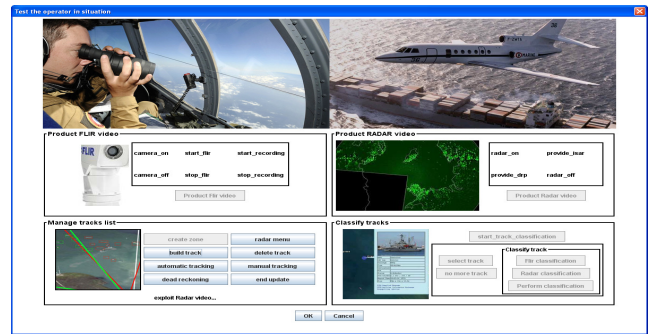 Test the operator in situation
Product FLIR video
FLIR
camera_on start_flir start_recording
camera_off stop_flir stop_recording
Product Flir video
Product RADAR video
radar_on provide_isar
provide_drp radar_off
Product Radar video
Manage tracks list
create zone radar menu
build track delete track
automatic tracking manual tracking
dead reckoning end update
exploit Radar video...
Classify tracks
start_track_classification
Classify track
select track Flir classification
no more track Radar classification
Perform classification
OK Cancel